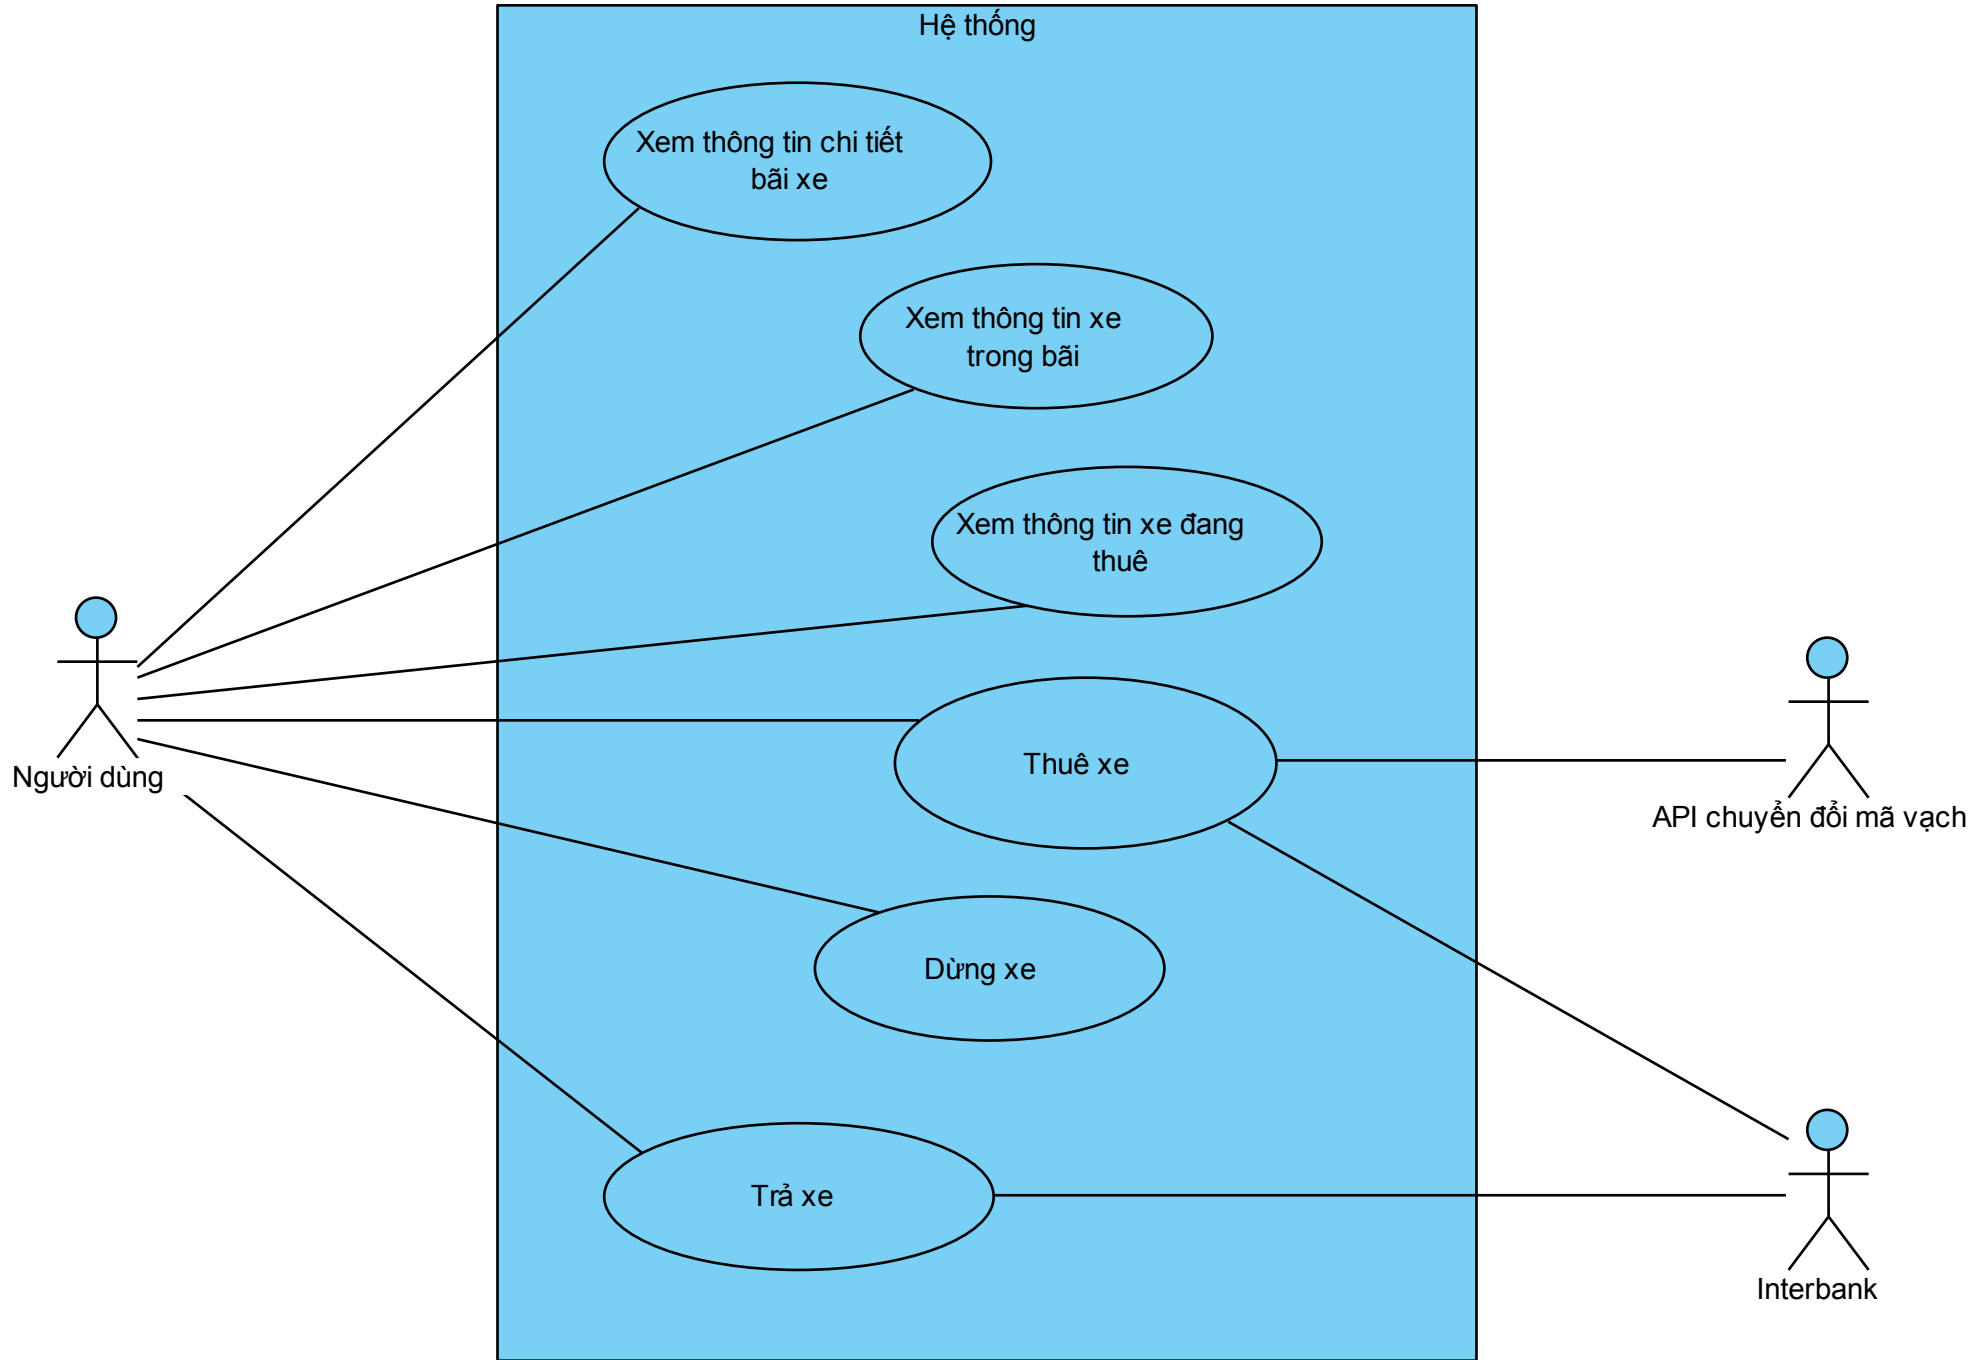 Hệ thống
Xem thông tin chi tiết
bãi xe
Xem thông tin xe
trong bãi
Xem thông tin xe đang
thuê
Người dùng
Thuê xe
API chuyển đổi mã vạch
Dừng xe
Trả xe
Interbank